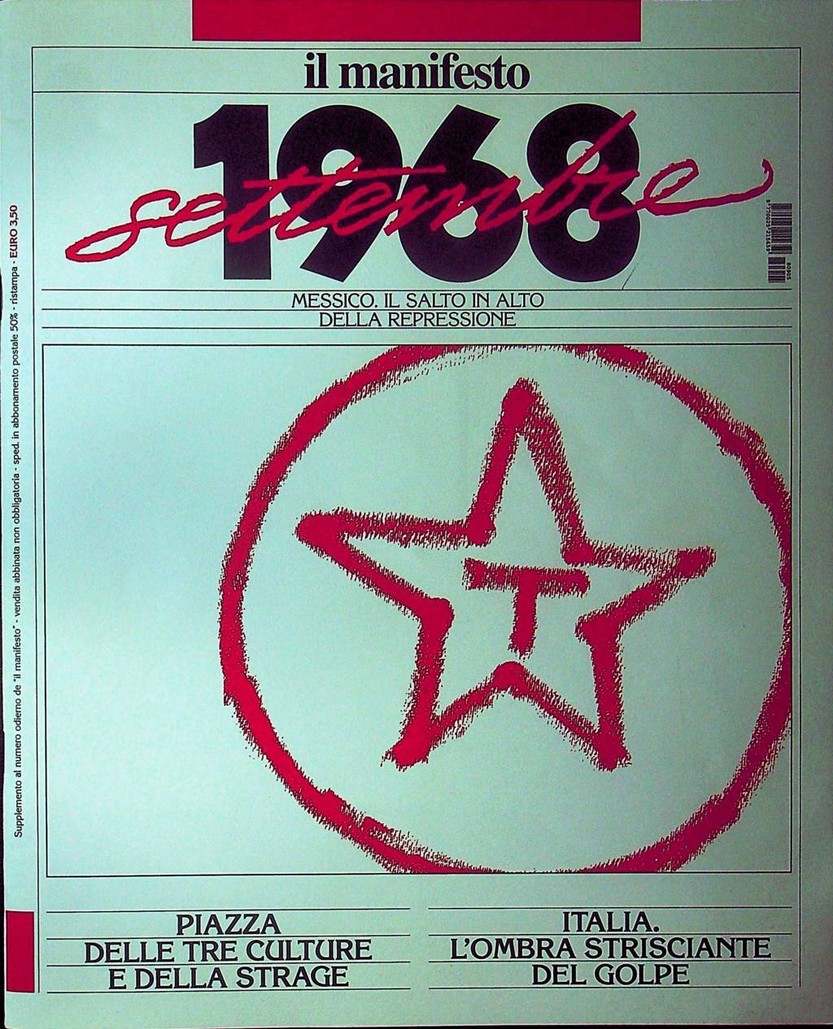 il manifesto
1968
settembre
MESSICO. IL SALTO IN ALTO
DELLA REPRESSIONE
T
PIAZZA
DELLE TRE CULTURE
E DELLA STRAGE
ITALIA.
L'OMBRA STRISCIANTE
DEL GOLPE
Supplemento al numero odierno de "il manifesto" - vendita abbinata non obbligatoria - sped. in abbonamento postale 50% - ristampa - EURO 3,50
80905